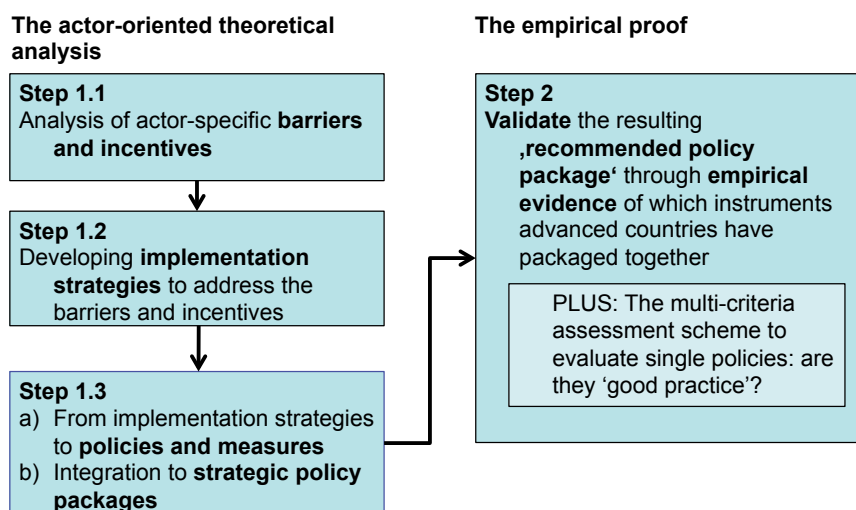 The actor-oriented theoretical
analysis
Step 1.1
Analysis of actor-specific barriers
and incentives
Step 1.2
Developing implementation
strategies to address the
barriers and incentives
Step 1.3
a) From implementation strategies
to policies and measures
b) Integration to strategic policy
packages
The empirical proof
Step 2
Validate the resulting
‚recommended policy
package‘ through empirical
evidence of which instruments
advanced countries have
packaged together
PLUS: The multi-criteria
assessment scheme to
evaluate single policies: are
they ‘good practice’?